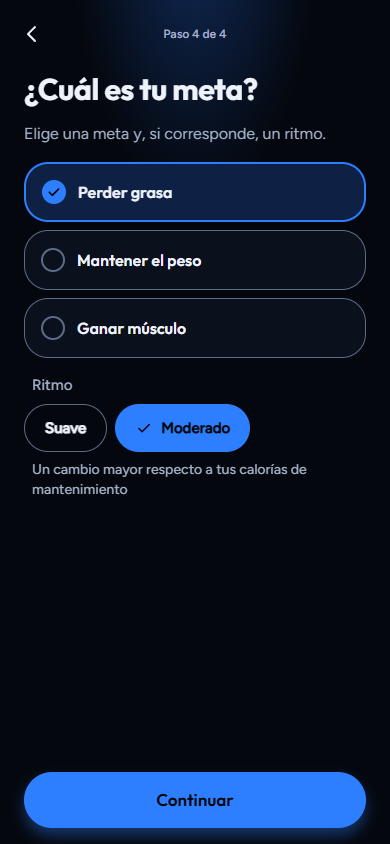 Paso 4 de 4
¿Cuál es tu meta?
Elige una meta y, si corresponde, un ritmo.
Perder grasa
Mantener el peso
Ganar músculo
Ritmo
Suave
Moderado
Un cambio mayor respecto a tus calorías de
mantenimiento
Continuar